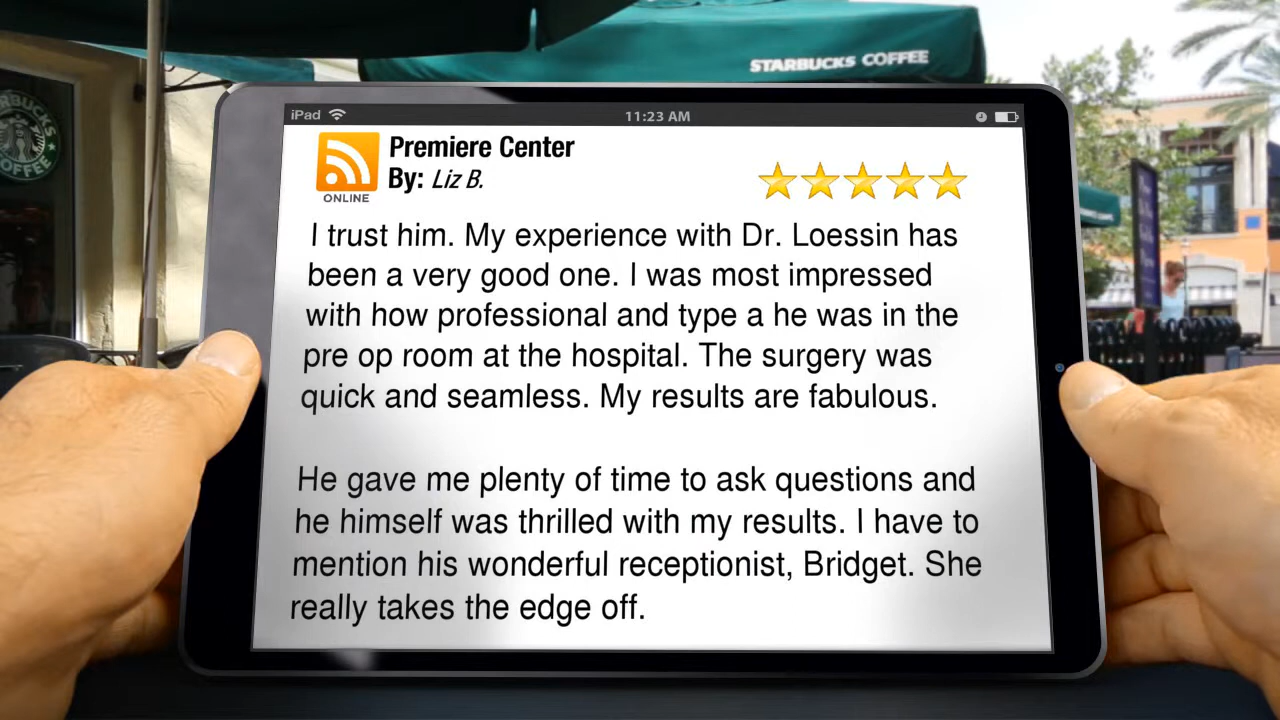 STARBUCKS COFFEE
RBUCKS
OFFEE
iPad
11:23 AM
ONLINE
Premiere Center
By: Liz B.
I trust him. My experience with Dr. Loessin has
been a very good one. I was most impressed
with how professional and type a he was in the
pre op room at the hospital. The surgery was
quick and seamless. My results are fabulous.
He gave me plenty of time to ask questions and
he himself was thrilled with my results. I have to
mention his wonderful receptionist, Bridget. She
really takes the edge off.